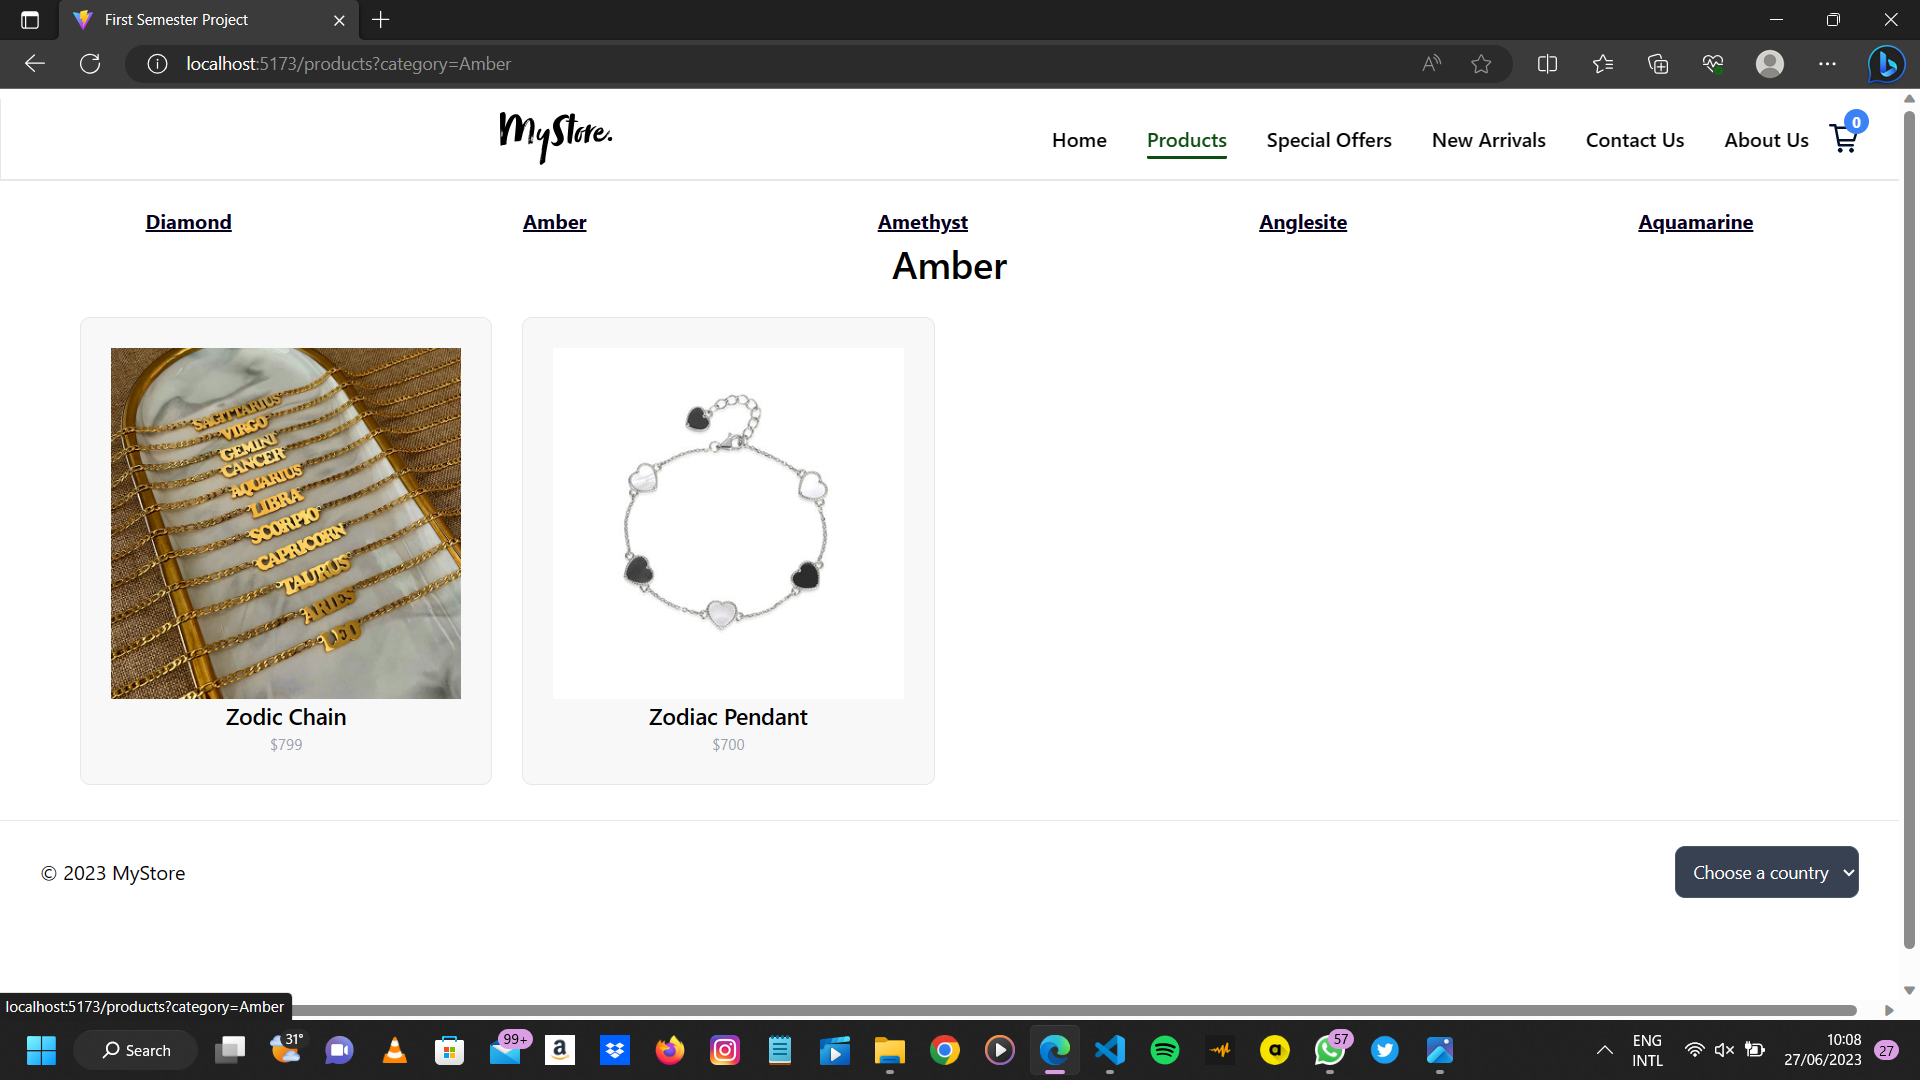 First Semester Project
localhost:5173/products?category=Amber
MyStore.
Home Products Special Offers New Arrivals Contact Us About Us 0
Diamond Amber Amethyst Anglesite Aquamarine
Amber
SAGITTARIUS
VIRGO
GEMINI
CANCER
AQUARIUS
LIBRA
SCORPIO
CAPRICORN
TAURUS
ARIES
LEO
Zodic Chain
$799
Zodiac Pendant
$700
© 2023 MyStore
Choose a country
localhost:5173/products?category=Amber
Search
31°
99+
57
ENG
INTL
10:08
27/06/2023
27